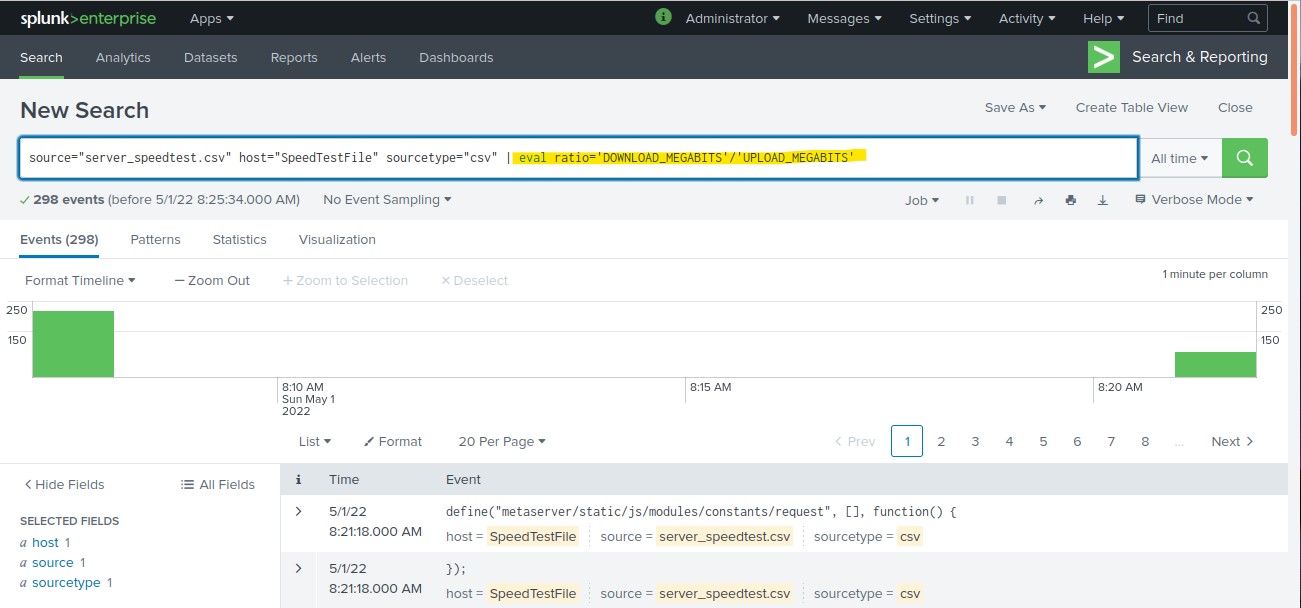 splunk>enterprise Apps Administrator Messages Settings Activity Help Find
Search Analytics Datasets Reports Alerts Dashboards Search & Reporting
New Search Save As Create Table View Close
source="server_speedtest.csv" host="SpeedTestFile" sourcetype="csv" | eval ratio='DOWNLOAD_MEGABITS'/'UPLOAD_MEGABITS' All time
298 events (before 5/1/22 8:25:34.000 AM) No Event Sampling Job Verbose Mode
Events (298) Patterns Statistics Visualization
Format Timeline — Zoom Out + Zoom to Selection × Deselect 1 minute per column
250 250
150 150
8:10 AM 8:15 AM 8:20 AM
Sun May 1
2022
List Format 20 Per Page < Prev 1 2 3 4 5 6 7 8 ... Next >
< Hide Fields All Fields i Time Event
SELECTED FIELDS
a host 1
a source 1
a sourcetype 1
> 5/1/22 define("metaserver/static/js/modules/constants/request", [], function() {
8:21:18.000 AM host = SpeedTestFile source = server_speedtest.csv sourcetype = csv
> 5/1/22 });
8:21:18.000 AM host = SpeedTestFile source = server_speedtest.csv sourcetype = csv